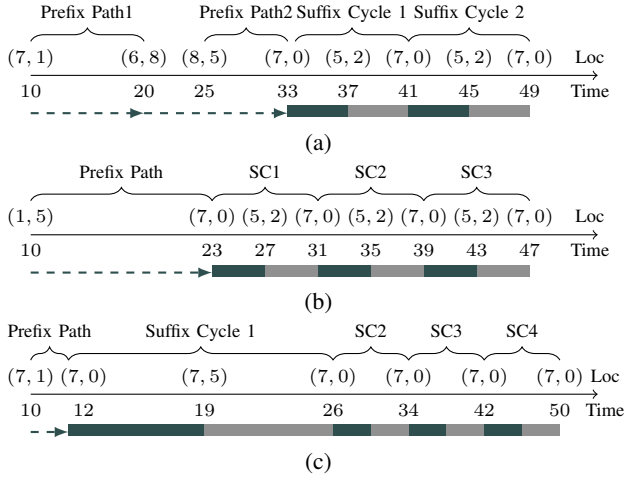 Prefix Path1 Prefix Path2 Suffix Cycle 1 Suffix Cycle 2
(7, 1) (6, 8) (8, 5) (7, 0) (5, 2) (7, 0) (5, 2) (7, 0) Loc
10 20 25 33 37 41 45 49 Time
(a)
Prefix Path SC1 SC2 SC3
(1, 5) (7, 0) (5, 2) (7, 0) (5, 2) (7, 0) (5, 2) (7, 0) Loc
10 23 27 31 35 39 43 47 Time
(b)
Prefix Path Suffix Cycle 1 SC2 SC3 SC4
(7, 1) (7, 0) (7, 5) (7, 0) (7, 0) (7, 0) (7, 0) Loc
10 12 19 26 34 42 50 Time
(c)